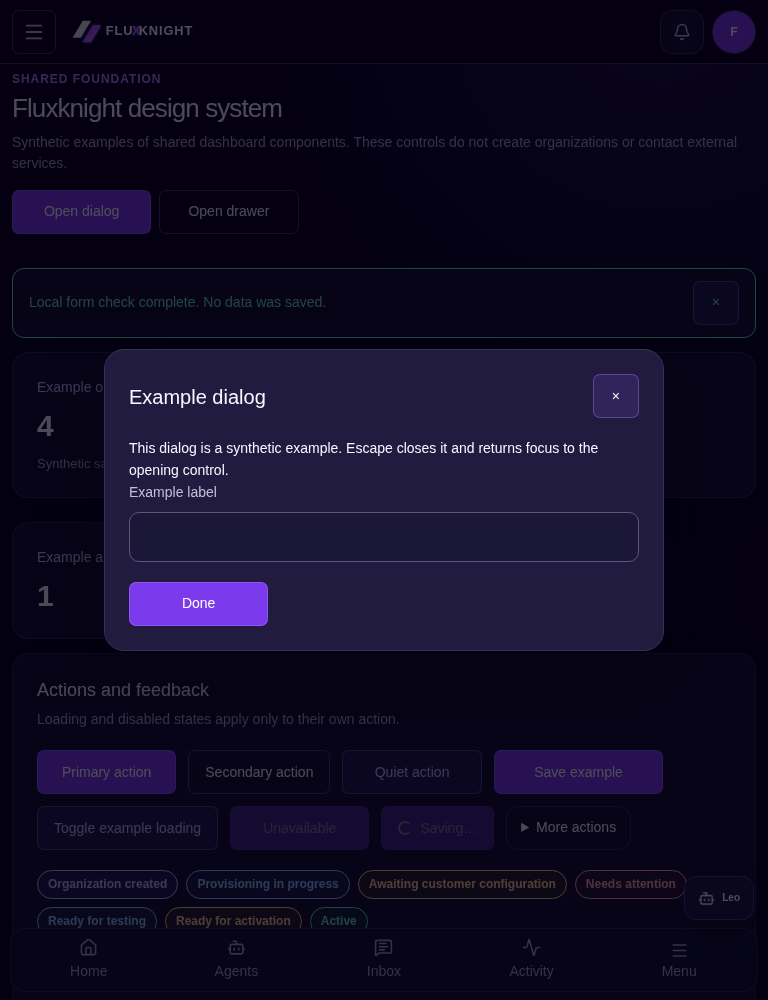 FLUXKNIGHT
F
SHARED FOUNDATION
Fluxknight design system
Synthetic examples of shared dashboard components. These controls do not create organizations or contact external
services.
Open dialog
Open drawer
Local form check complete. No data was saved.
×
Example o
4
Synthetic sa
Example dialog
×
This dialog is a synthetic example. Escape closes it and returns focus to the
opening control.
Example label
Done
Example a
1
Actions and feedback
Loading and disabled states apply only to their own action.
Primary action
Secondary action
Quiet action
Save example
Toggle example loading
Unavailable
Saving…
More actions
Organization created
Provisioning in progress
Awaiting customer configuration
Needs attention
Leo
Ready for testing
Ready for activation
Active
Home
Agents
Inbox
Activity
Menu